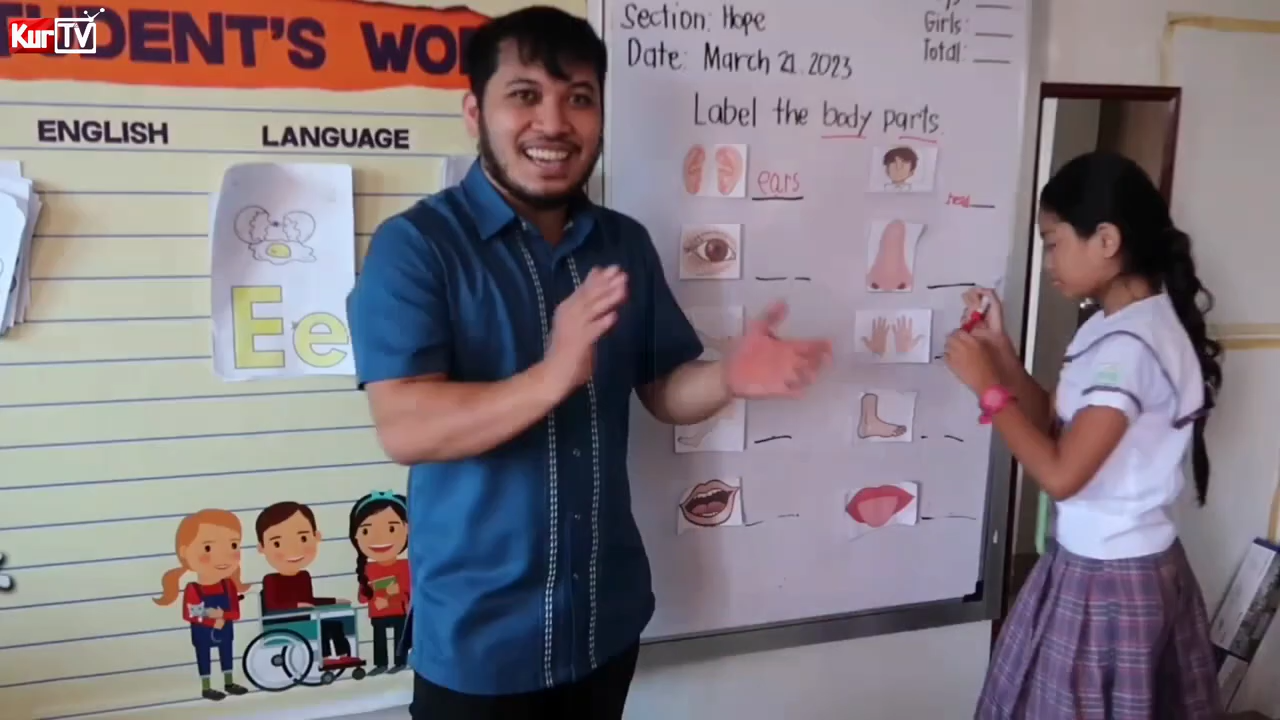 KurTV
UDENT'S WO
ENGLISH LANGUAGE
Ee
Section: Hope
Date: March 21. 2023
Girls:
Total:
Label the body parts
ears
head